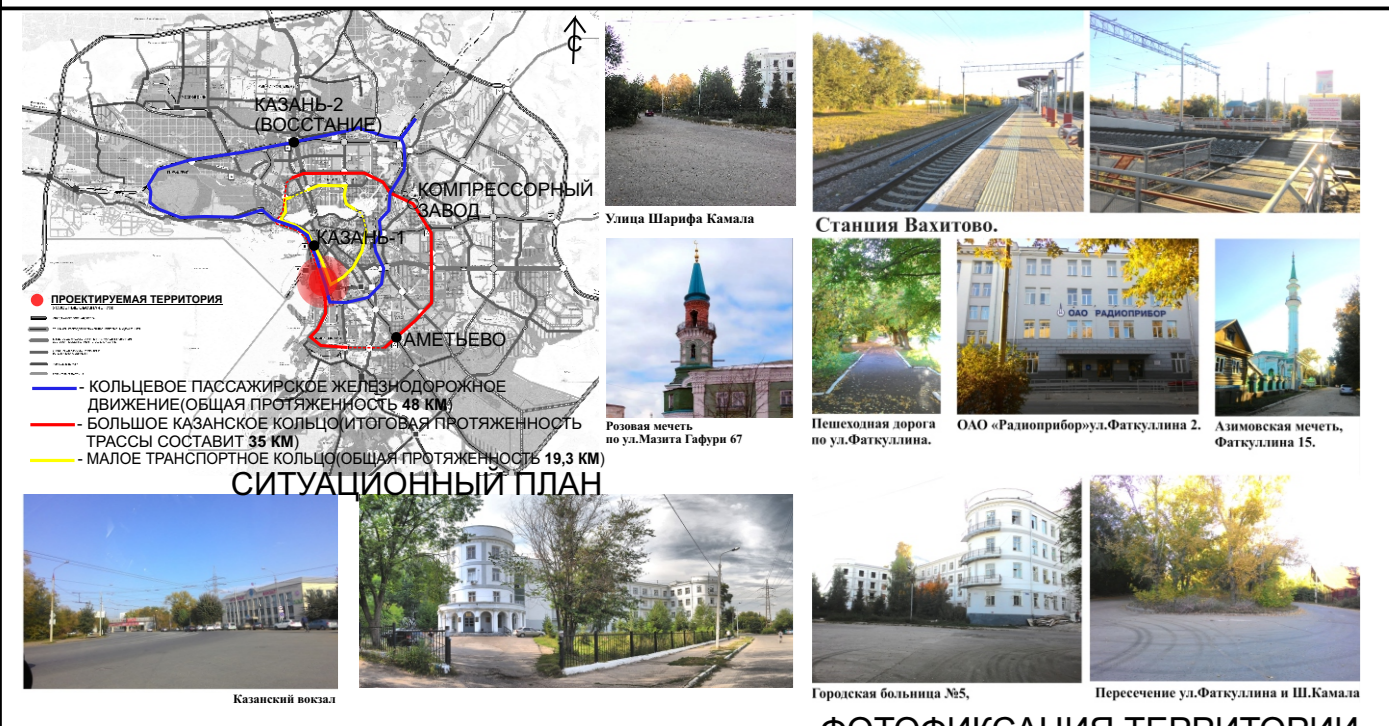 С
КАЗАНЬ-2
(ВОССТАНИЕ)
КОМПРЕССОРНЫЙ
ЗАВОД
КАЗАНЬ-1
АМЕТЬЕВО
ПРОЕКТИРУЕМАЯ ТЕРРИТОРИЯ
- КОЛЬЦЕВОЕ ПАССАЖИРСКОЕ ЖЕЛЕЗНОДОРОЖНОЕ
ДВИЖЕНИЕ(ОБЩАЯ ПРОТЯЖЕННОСТЬ 48 КМ)
- БОЛЬШОЕ КАЗАНСКОЕ КОЛЬЦО(ИТОГОВАЯ ПРОТЯЖЕННОСТЬ
ТРАССЫ СОСТАВИТ 35 КМ)
- МАЛОЕ ТРАНСПОРТНОЕ КОЛЬЦО(ОБЩАЯ ПРОТЯЖЕННОСТЬ 19,3 КМ)
СИТУАЦИОННЫЙ ПЛАН
Улица Шарифа Камала
Станция Вахитово.
Розовая мечеть
по ул.Мазита Гафури 67
Пешеходная дорога
по ул.Фаткуллина.
ОАО РАДИОПРИБОР
ОАО «Радиоприбор»ул.Фаткуллина 2.
Азимовская мечеть,
Фаткуллина 15.
Казанский вокзал
Городская больница №5,
Пересечение ул.Фаткуллина и Ш.Камала
ФОТОФИКСАЦИЯ ТЕРРИТОРИИ